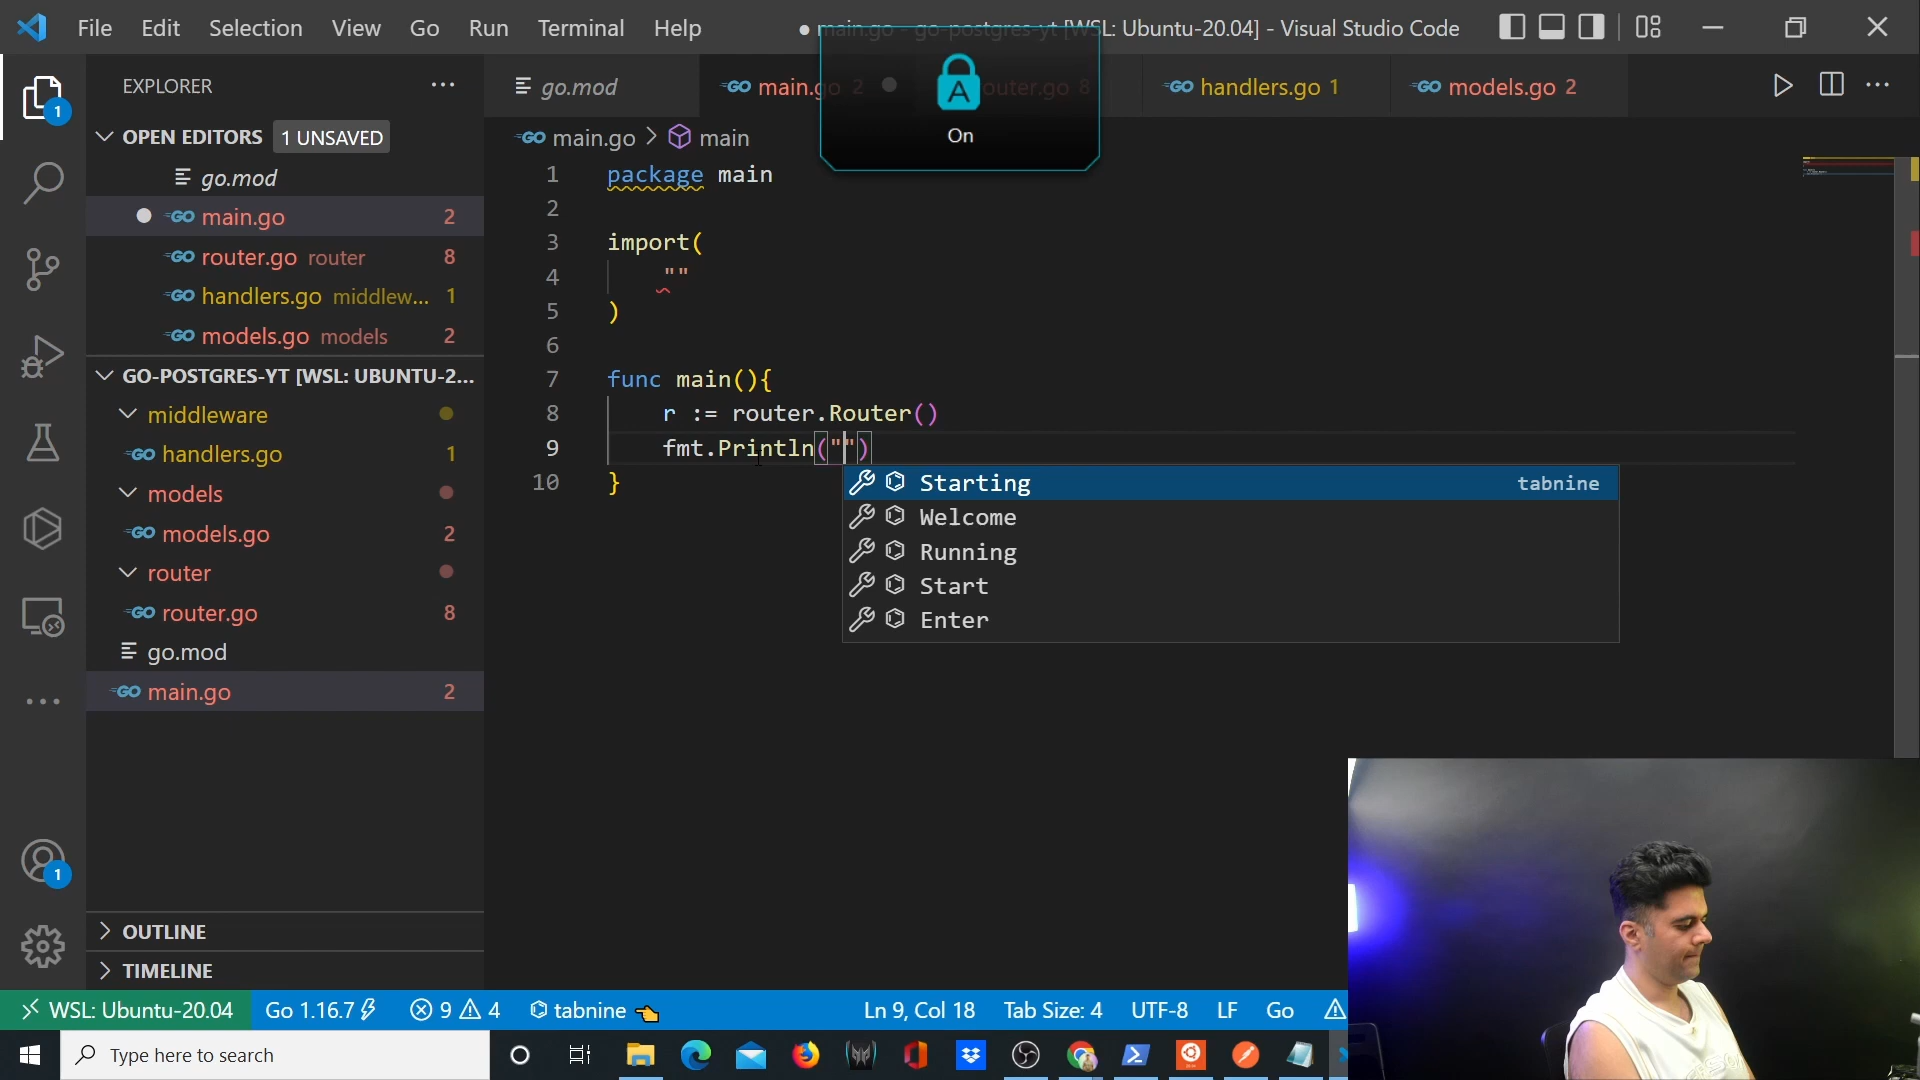 File Edit Selection View Go Run Terminal Help
● main.go - go-postgres-yt [WSL: Ubuntu-20.04] - Visual Studio Code
A
On
EXPLORER
OPEN EDITORS 1 UNSAVED
go.mod
main.go 2
router.go router 8
handlers.go middlew... 1
models.go models 2
GO-POSTGRES-YT [WSL: UBUNTU-2...
middleware
handlers.go 1
models
models.go 2
router
router.go 8
go.mod
main.go 2
OUTLINE
TIMELINE
1
1
go.mod
main.go 2
router.go 8
handlers.go 1
models.go 2
main.go > main
1 package main
2
3 import(
4 ""
5 )
6
7 func main(){
8 r := router.Router()
9 fmt.Println("")
10 }
Starting tabnine
Welcome
Running
Start
Enter
WSL: Ubuntu-20.04 Go 1.16.7 9 4 tabnine Ln 9, Col 18 Tab Size: 4 UTF-8 LF Go
Type here to search